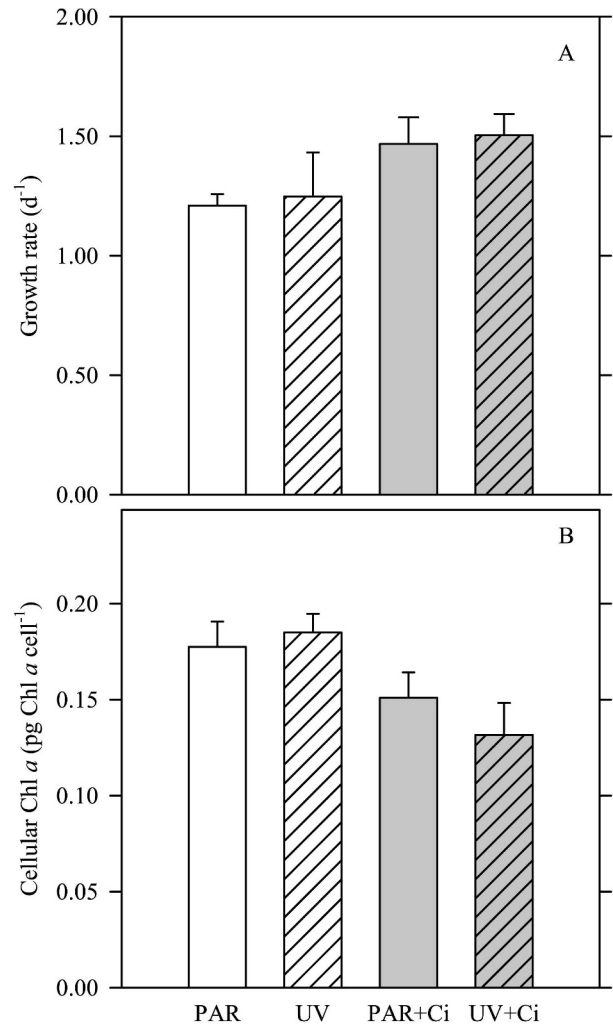 2.00
A
1.50
1.00
0.50
0.00
Growth rate (d⁻¹)
B
0.20
0.15
0.10
0.05
0.00
Cellular Chl a (pg Chl a cell⁻¹)
PAR UV PAR+Ci UV+Ci